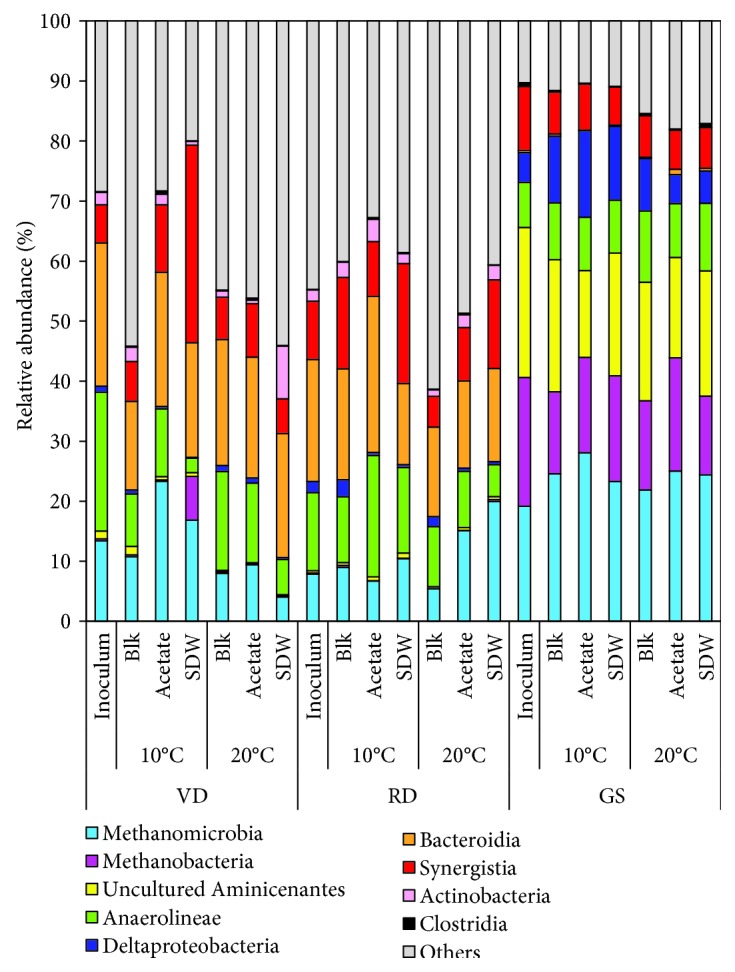 100
90
80
70
60
50
40
30
20
10
0
Relative abundance (%)
Inoculum
Blk
Acetate
SDW
Blk
Acetate
SDW
Inoculum
Blk
Acetate
SDW
Blk
Acetate
SDW
Inoculum
Blk
Acetate
SDW
Blk
Acetate
SDW
10°C 20°C 10°C 20°C 10°C 20°C
VD RD GS
Methanomicrobia
Methanobacteria
Uncultured Aminicenantes
Anaerolineae
Deltaproteobacteria
Bacteroidia
Synergistia
Actinobacteria
Clostridia
Others